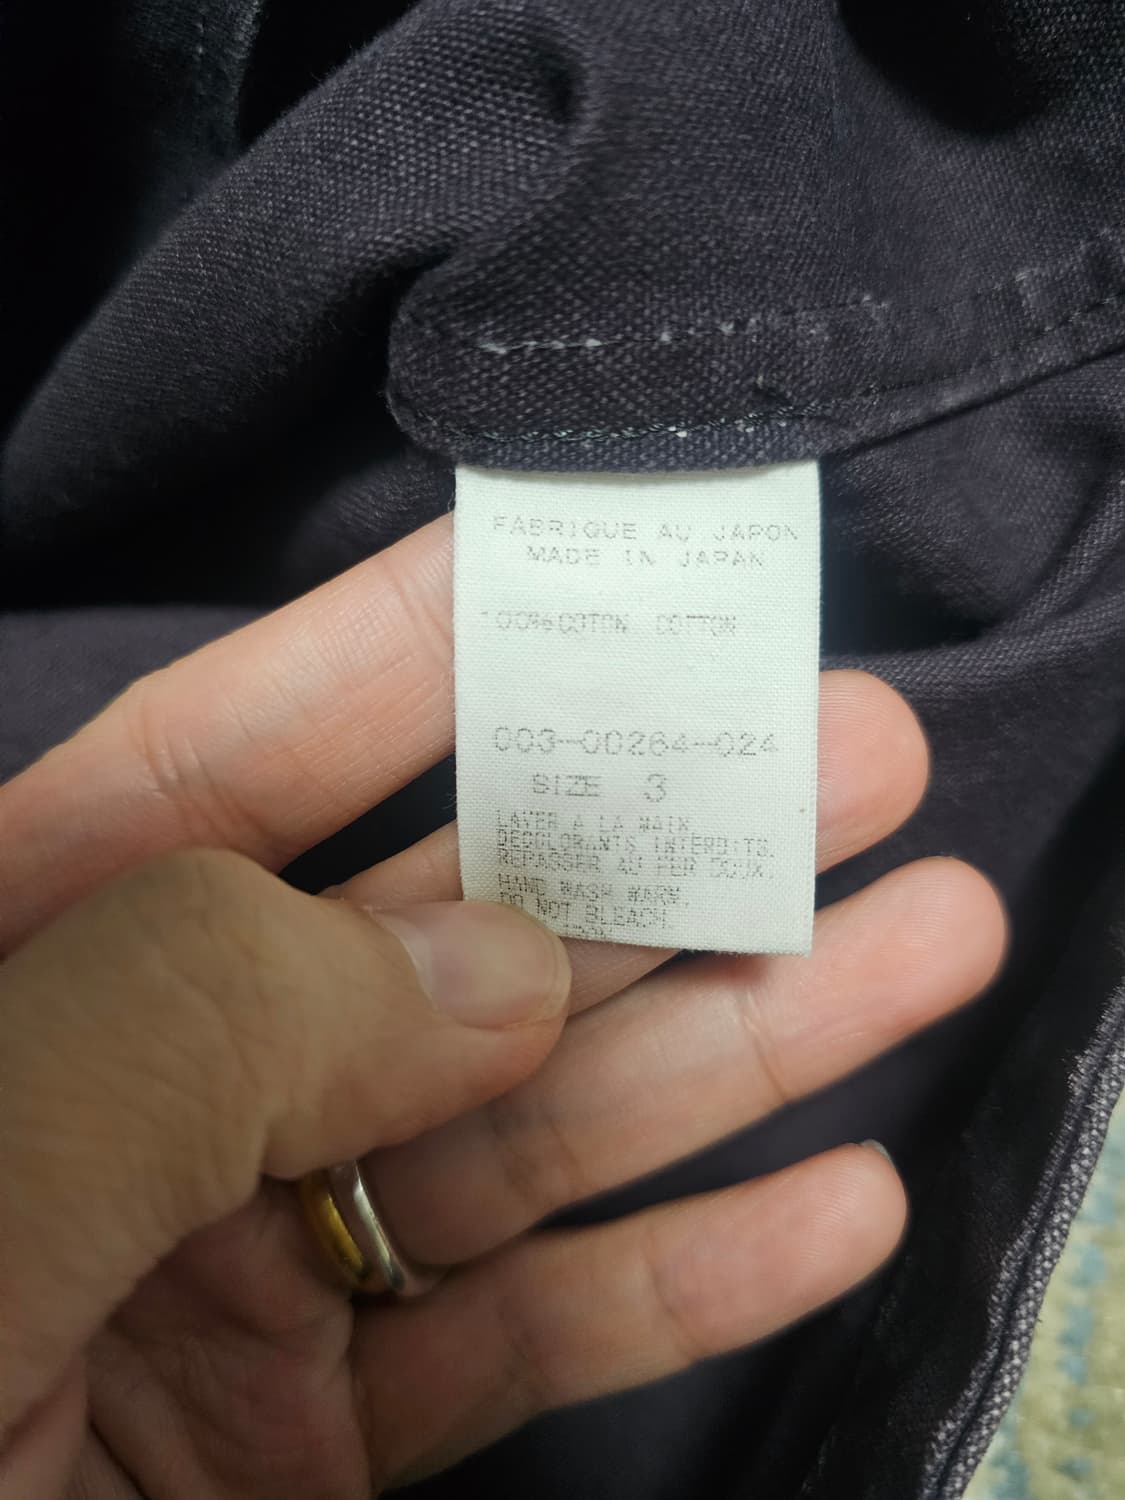 FABRIQUE AU JAPON
MADE IN JAPAN
100% COTON COTTON
003-00264-024
SIZE 3
LAVER A LA MAIN.
DECOLORANTS INTERDITS.
REPASSER AU FER DOUX.
HAND WASH WARM.
DO NOT BLEACH.